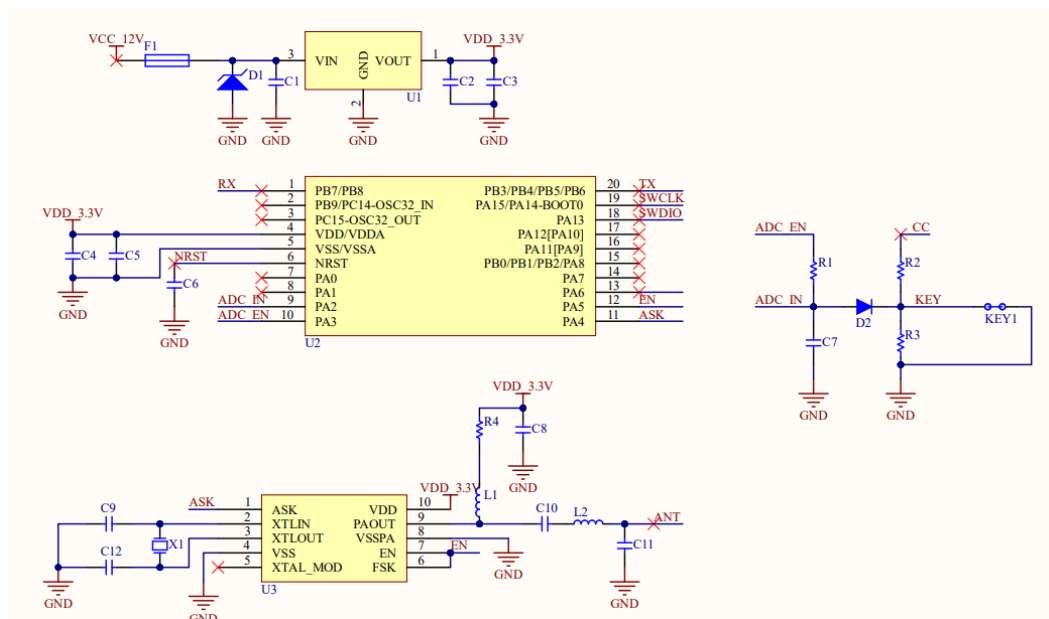 VCC_12V
F1
D1
C1
3
VIN
GND
VOUT
1
2
U1
VDD_3.3V
C2
C3
GND
GND
GND
GND
RX
1 PB7/PB8 PB3/PB4/PB5/PB6 20 TX
2 PB9/PC14-OSC32_IN PA15/PA14-BOOT0 19 SWCLK
3 PC15-OSC32_OUT PA13 18 SWDIO
4 VDD/VDDA PA12[PA10] 17
5 VSS/VSSA PA11[PA9] 16
NRST 6 NRST PB0/PB1/PB2/PA8 15
7 PA0 PA7 14
8 PA1 PA6 13
ADC_IN 9 PA2 PA5 12 EN
ADC_EN 10 PA3 PA4 11 ASK
U2
VDD_3.3V
C4
C5
C6
GND
GND
ADC_EN
R1
ADC_IN
C7
D2
GND
CC
R2
KEY
KEY1
R3
GND
VDD_3.3V
R4
C8
GND
L1
VDD_3.3V
ASK 1 ASK VDD 10
2 XTLIN PAOUT 9
3 XTLOUT VSSPA 8
4 VSS EN 7 EN
5 XTAL_MOD FSK 6
U3
C9
C12
X1
GND
GND
GND
C10
L2
ANT
C11
GND